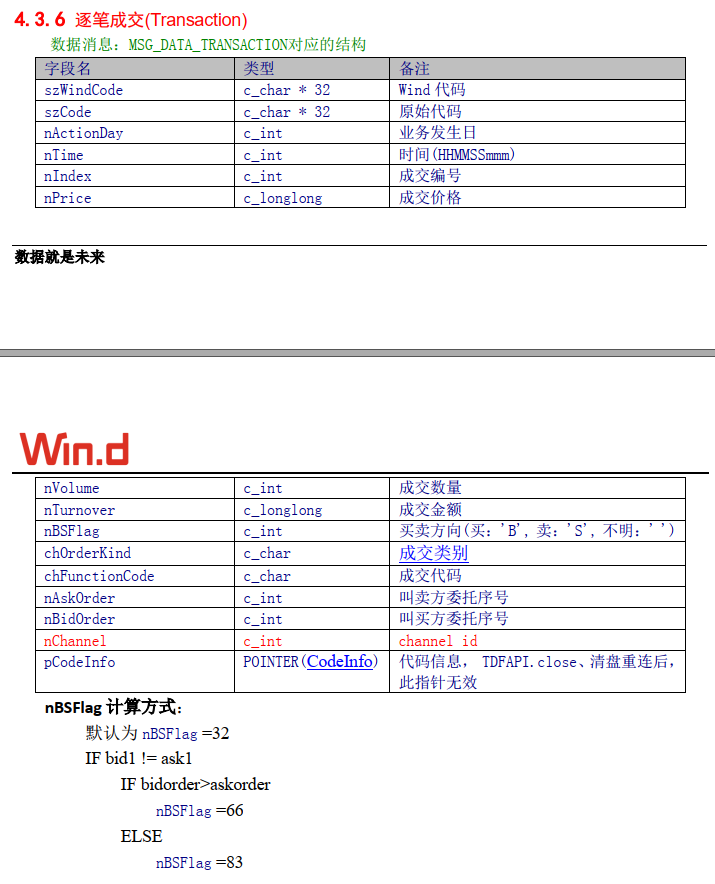 4.3.6 逐笔成交(Transaction)
数据消息：MSG_DATA_TRANSACTION对应的结构
字段名 类型 备注
szWindCode c_char * 32 Wind 代码
szCode c_char * 32 原始代码
nActionDay c_int 业务发生日
nTime c_int 时间(HHMMSSmmm)
nIndex c_int 成交编号
nPrice c_longlong 成交价格
数据就是未来
Win.d
nVolume c_int 成交数量
nTurnover c_longlong 成交金额
nBSFlag c_int 买卖方向(买：'B', 卖：'S', 不明：' ')
chOrderKind c_char 成交类别
chFunctionCode c_char 成交代码
nAskOrder c_int 叫卖方委托序号
nBidOrder c_int 叫买方委托序号
nChannel c_int channel id
pCodeInfo POINTER(CodeInfo) 代码信息， TDFAPI.close、清盘重连后，
此指针无效
nBSFlag 计算方式：
默认为 nBSFlag =32
IF bid1 != ask1
IF bidorder>askorder
nBSFlag =66
ELSE
nBSFlag =83